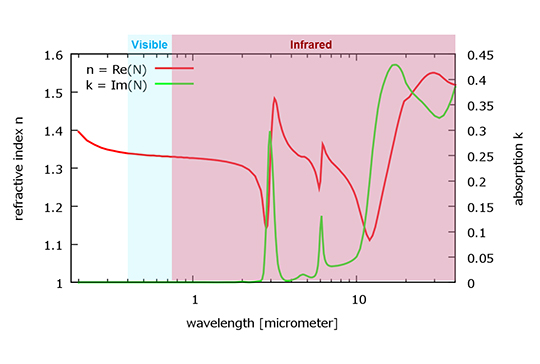 Visible Infrared
1.6 0.45
n = Re(N)
k = Im(N)
0.4
1.5
0.35
1.4 0.3
0.25
1.3
0.2
1.2
0.15
0.1
1.1
0.05
1 0
1 10
refractive index n
absorption k
wavelength [micrometer]